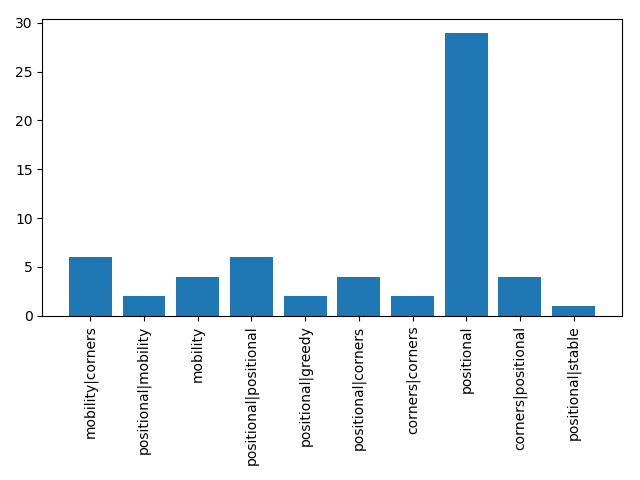 30
25
20
15
10
5
0
mobility|corners
positional|mobility
mobility
positional|positional
positional|greedy
positional|corners
corners|corners
positional
corners|positional
positional|stable